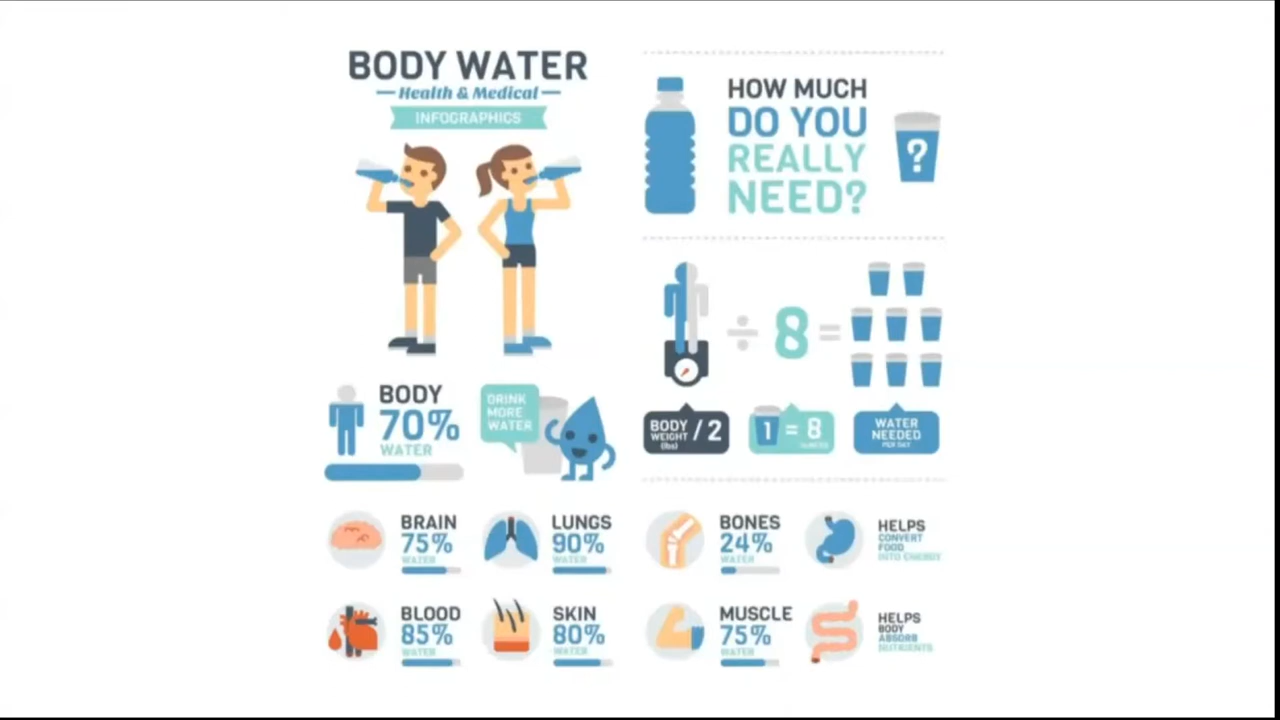 BODY WATER
Health & Medical
INFOGRAPHICS
HOW MUCH
DO YOU
REALLY
NEED?
?
÷ 8 =
BODY
70%
WATER
DRINK
MORE
WATER
BODY
WEIGHT / 2
(lbs)
1 = 8
OUNCES
WATER
NEEDED
PER DAY
BRAIN
75%
WATER
LUNGS
90%
WATER
BONES
24%
WATER
HELPS
CONVERT
FOOD
INTO ENERGY
BLOOD
85%
WATER
SKIN
80%
WATER
MUSCLE
75%
WATER
HELPS
BODY
ABSORB
NUTRIENTS